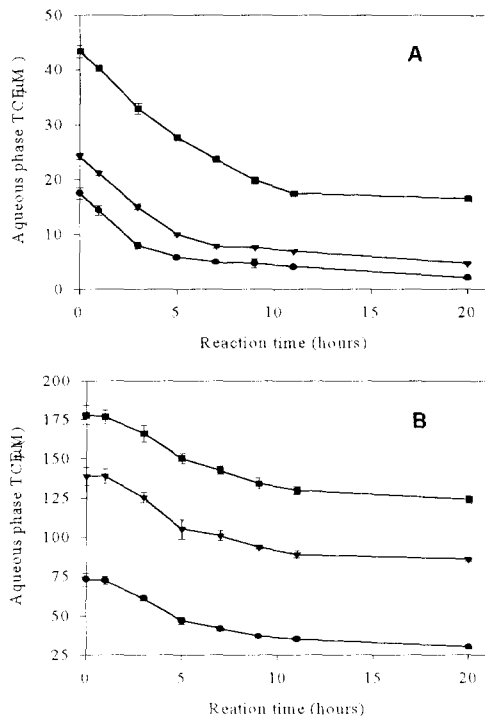 A
Aqueous phase TCE(μM)
50
40
30
20
10
0
0 5 10 15 20
Reaction time (hours)
B
Aqueous phase TCE(μM)
200
175
150
125
100
75
50
25
0 5 10 15 20
Reation time (hours)